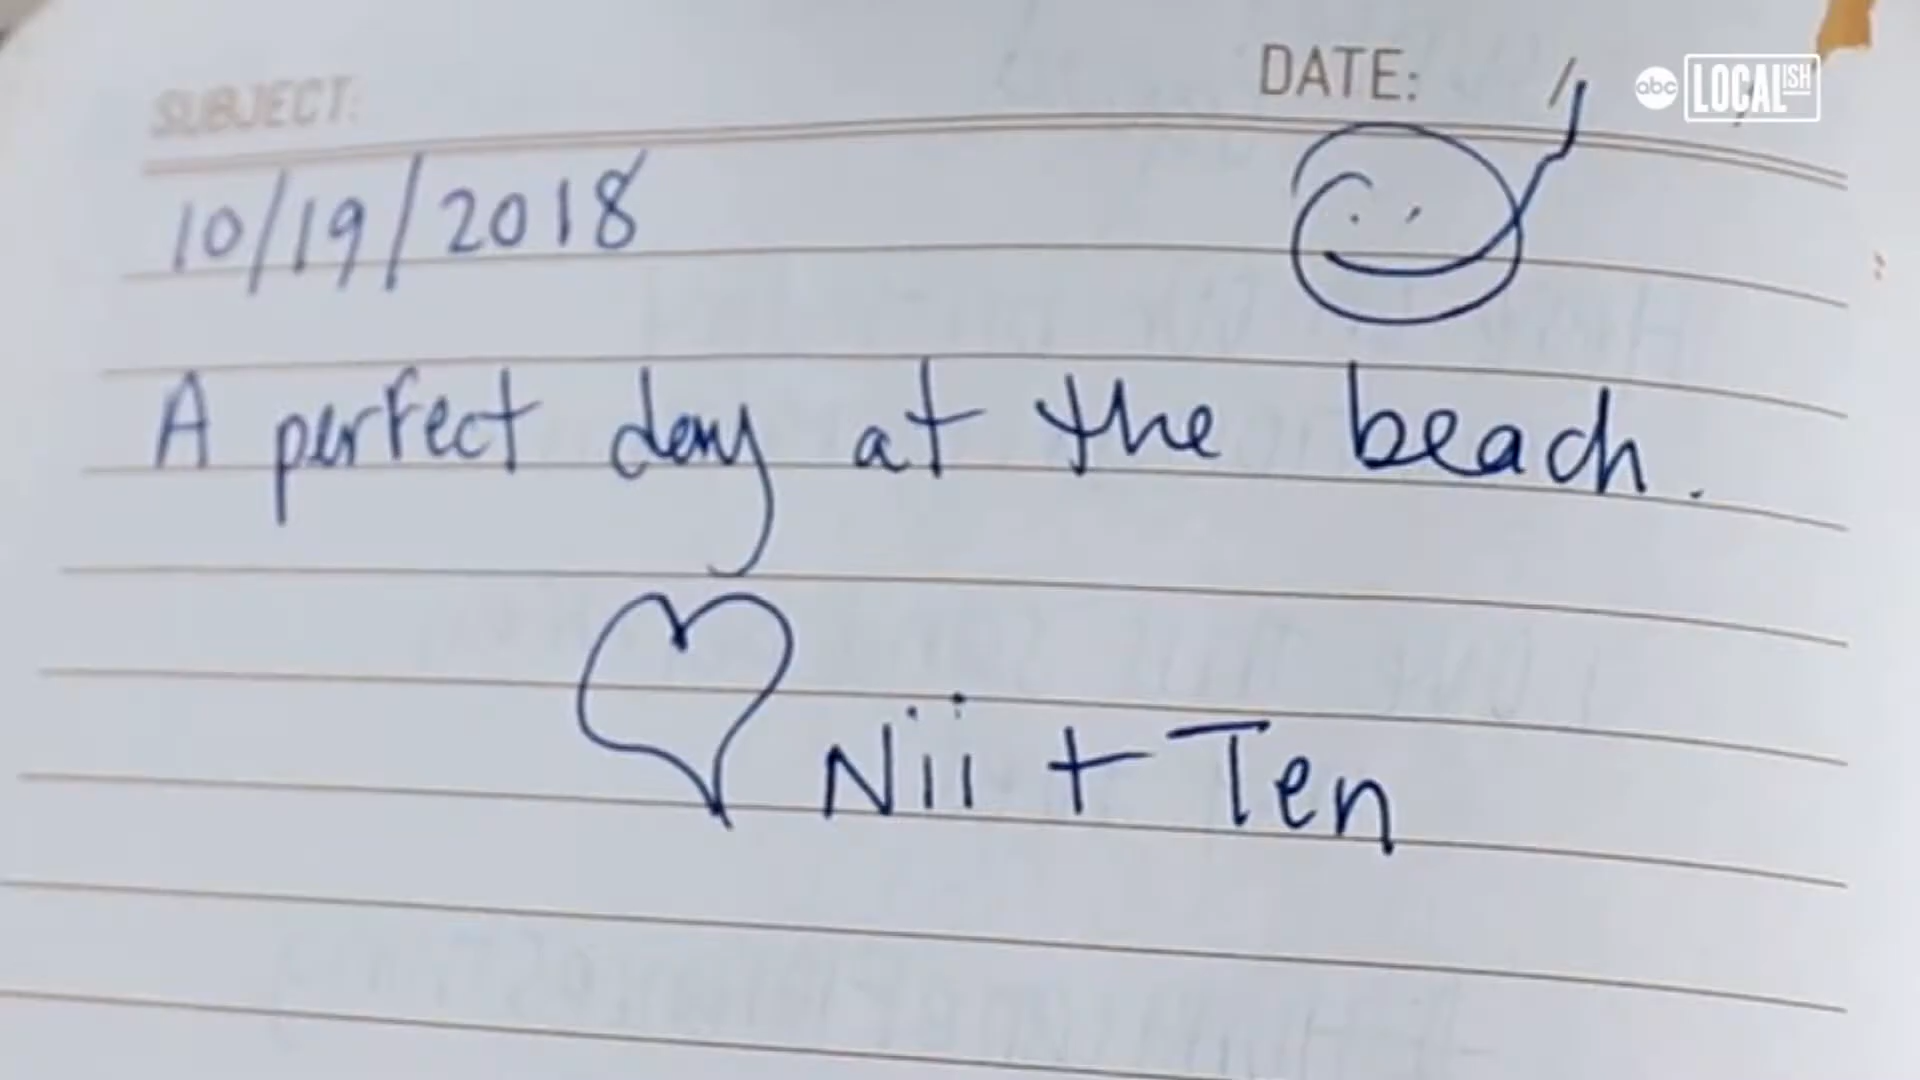 SUBJECT:
DATE: / /
abc LOCALISH
10/19/2018
A perfect day at the beach.
Nii + Ten